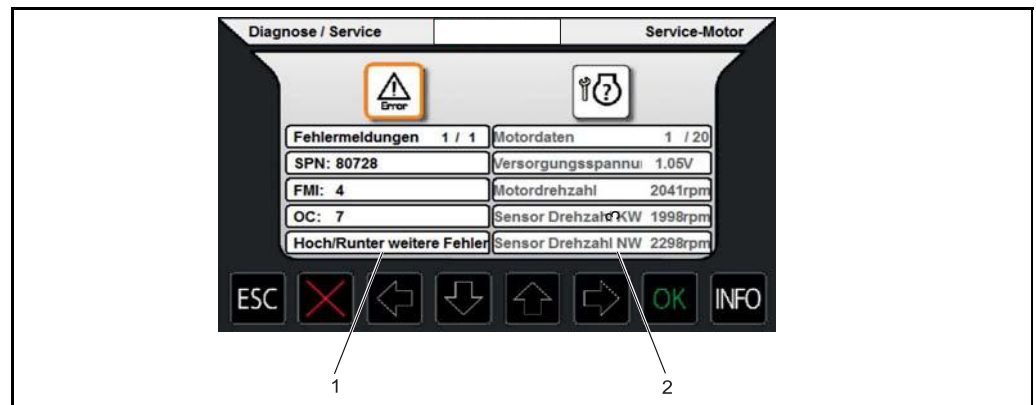 Diagnose / Service
Service-Motor
Error
?
Fehlermeldungen 1 / 1
SPN: 80728
FMI: 4
OC: 7
Hoch/Runter weitere Fehler
Motordaten 1 / 20
Versorgungsspannu 1.05V
Motordrehzahl 2041rpm
Sensor Drehzahl KW 1998rpm
Sensor Drehzahl NW 2298rpm
ESC
OK
INFO
1
2